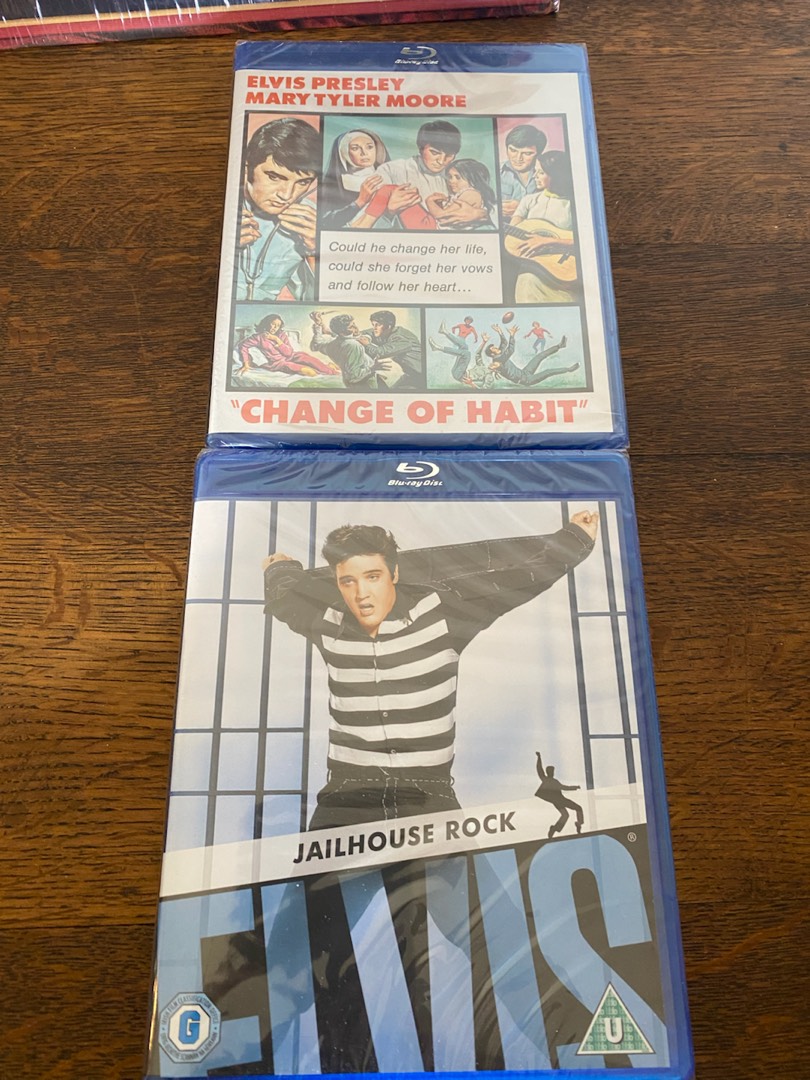 Blu-ray Disc
ELVIS PRESLEY
MARY TYLER MOORE
Could he change her life,
could she forget her vows
and follow her heart...
"CHANGE OF HABIT"
Blu-ray Disc
JAILHOUSE ROCK
ELVIS®
G
U